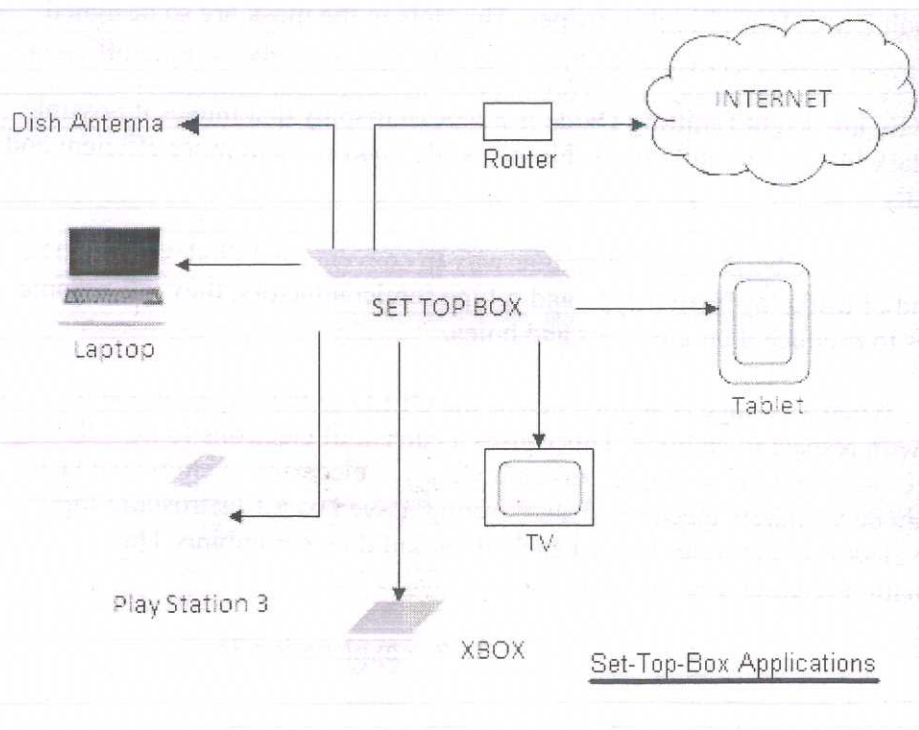 INTERNET
Dish Antenna
Router
SET TOP BOX
Laptop
Tablet
TV
Play Station 3
XBOX
Set-Top-Box Applications